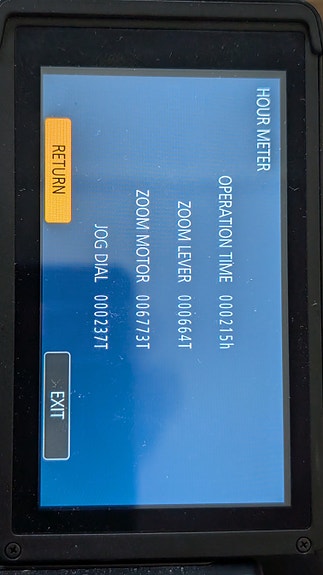 HOUR METER
OPERATION TIME 000215h
ZOOM LEVER 000664T
ZOOM MOTOR 006773T
JOG DIAL 000237T
RETURN
EXIT